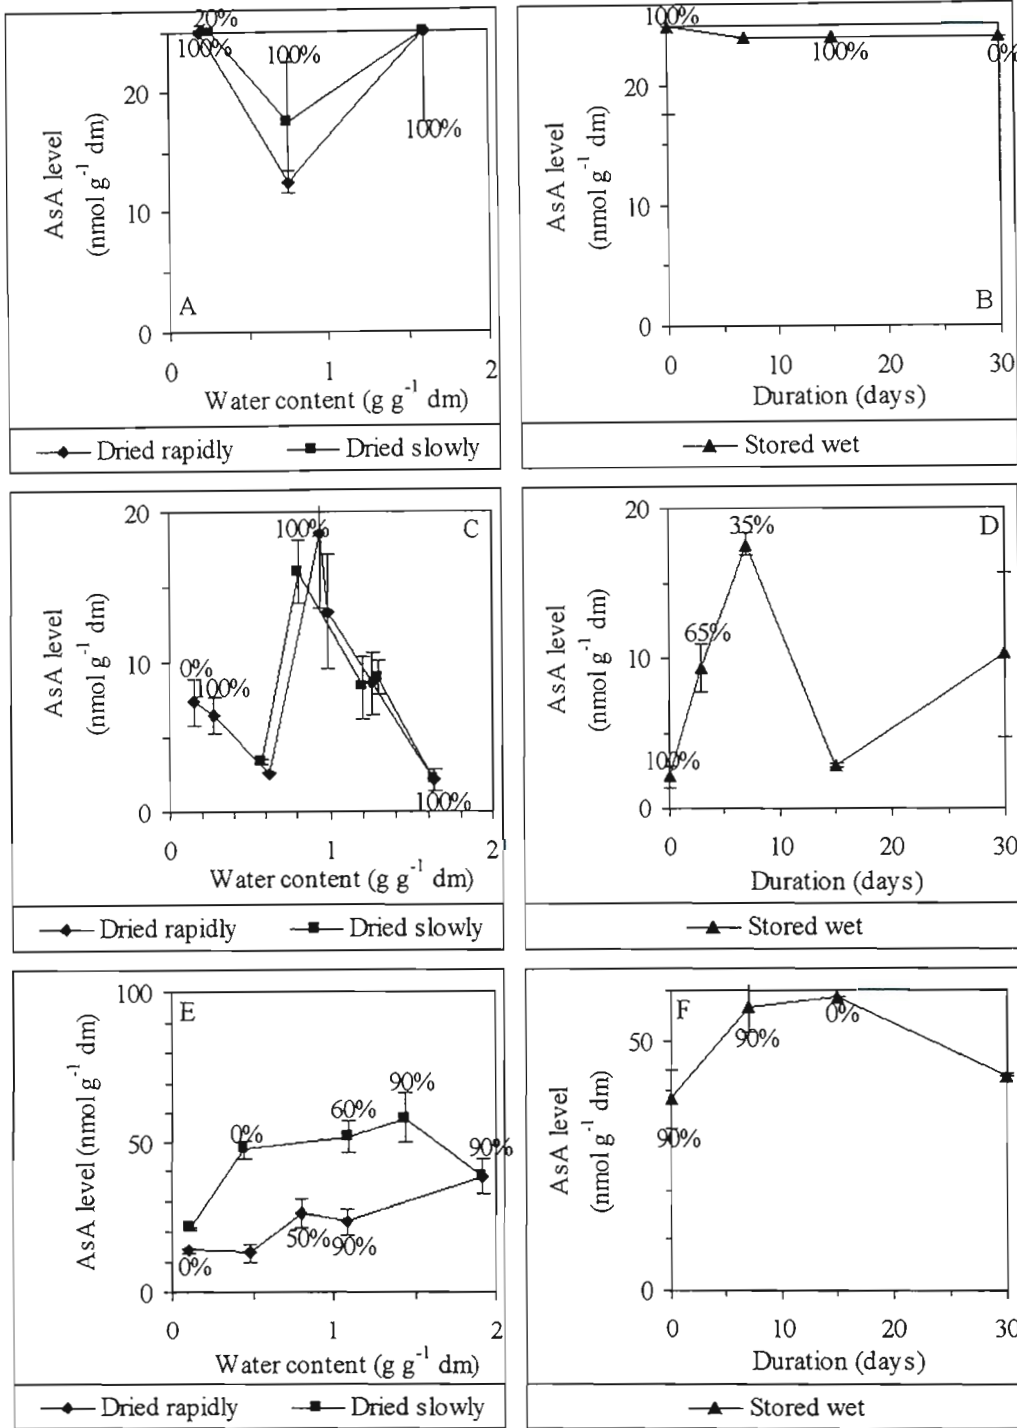 20%
100%
100%
100%
20
10
0
AsA level
(nmol g⁻¹ dm)
A
0 1 2
Water content (g g⁻¹ dm)
Dried rapidly Dried slowly
100%
100%
0%
20
10
0
AsA level
(nmol g⁻¹ dm)
B
0 10 20 30
Duration (days)
Stored wet
20
10
0
AsA level
(nmol g⁻¹ dm)
C
100%
0%
100%
100%
0 1 2
Water content (g g⁻¹ dm)
Dried rapidly Dried slowly
20
10
0
AsA level
(nmol g⁻¹ dm)
D
35%
65%
100%
0 10 20 30
Duration (days)
Stored wet
100
50
0
AsA level (nmol g⁻¹ dm)
E
90%
60%
0%
90%
50%
90%
0%
0 1 2
Water content (g g⁻¹ dm)
Dried rapidly Dried slowly
50
0
AsA level
(nmol g⁻¹ dm)
F
0%
90%
90%
0 10 20 30
Duration (days)
Stored wet